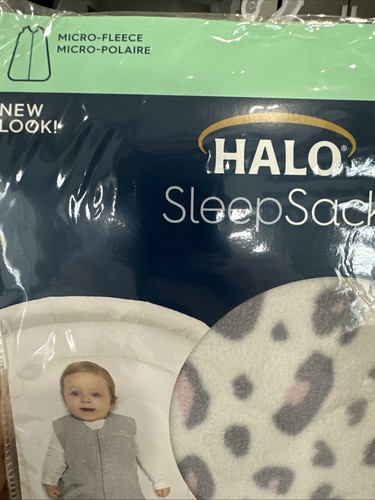 MICRO-FLEECE
MICRO-POLAIRE
NEW
LOOK!
HALO®
SleepSack